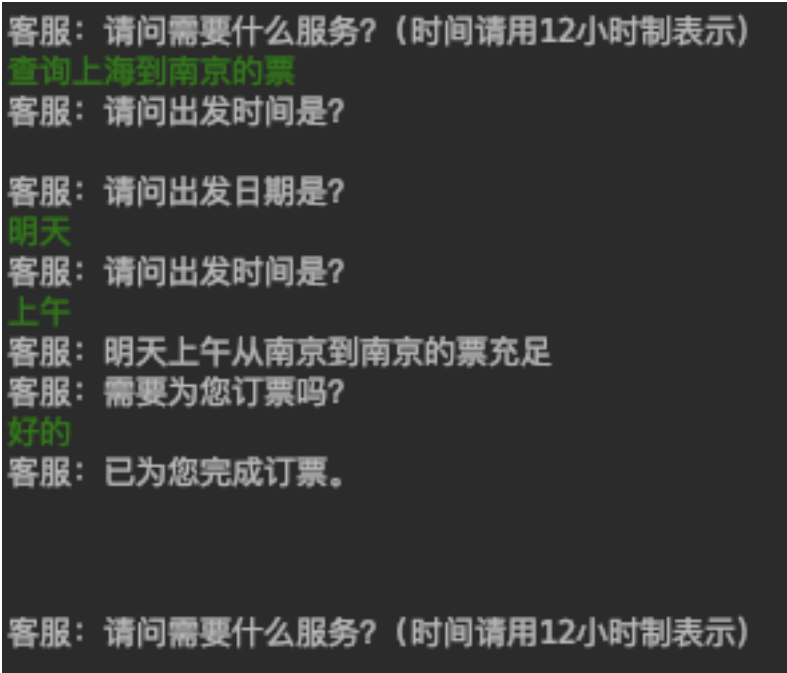 客服：请问需要什么服务？（时间请用12小时制表示）
查询上海到南京的票
客服：请问出发时间是？
客服：请问出发日期是？
明天
客服：请问出发时间是？
上午
客服：明天上午从南京到南京的票充足
客服：需要为您订票吗？
好的
客服：已为您完成订票。
客服：请问需要什么服务？（时间请用12小时制表示）